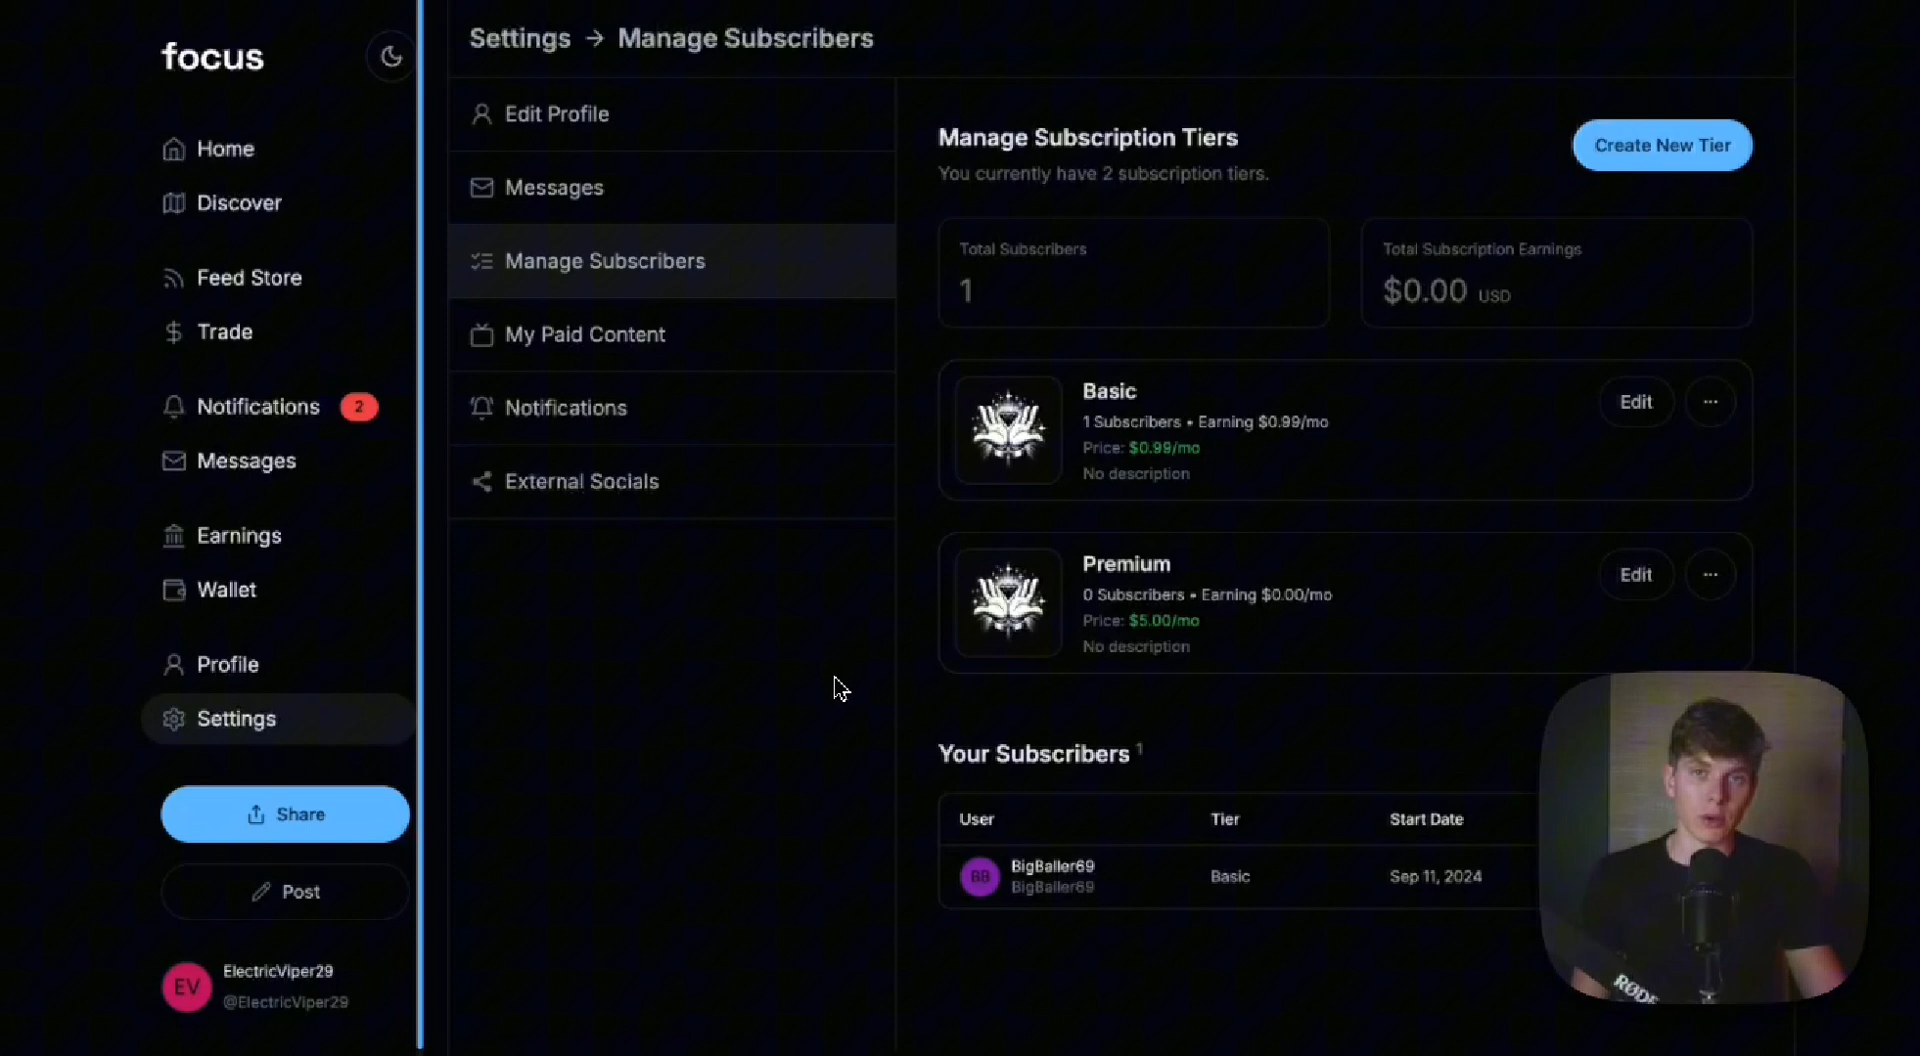 focus
Home
Discover
Feed Store
Trade
Notifications 2
Messages
Earnings
Wallet
Profile
Settings
Share
Post
EV
ElectricViper29
@ElectricViper29
Settings → Manage Subscribers
Edit Profile
Messages
Manage Subscribers
My Paid Content
Notifications
External Socials
Manage Subscription Tiers
You currently have 2 subscription tiers.
Create New Tier
Total Subscribers
1
Total Subscription Earnings
$0.00 USD
Basic
1 Subscribers • Earning $0.99/mo
Price: $0.99/mo
No description
Edit
Premium
0 Subscribers • Earning $0.00/mo
Price: $5.00/mo
No description
Edit
Your Subscribers 1
User Tier Start Date
BB
BigBaller69
BigBaller69
Basic
Sep 11, 2024
RØDE